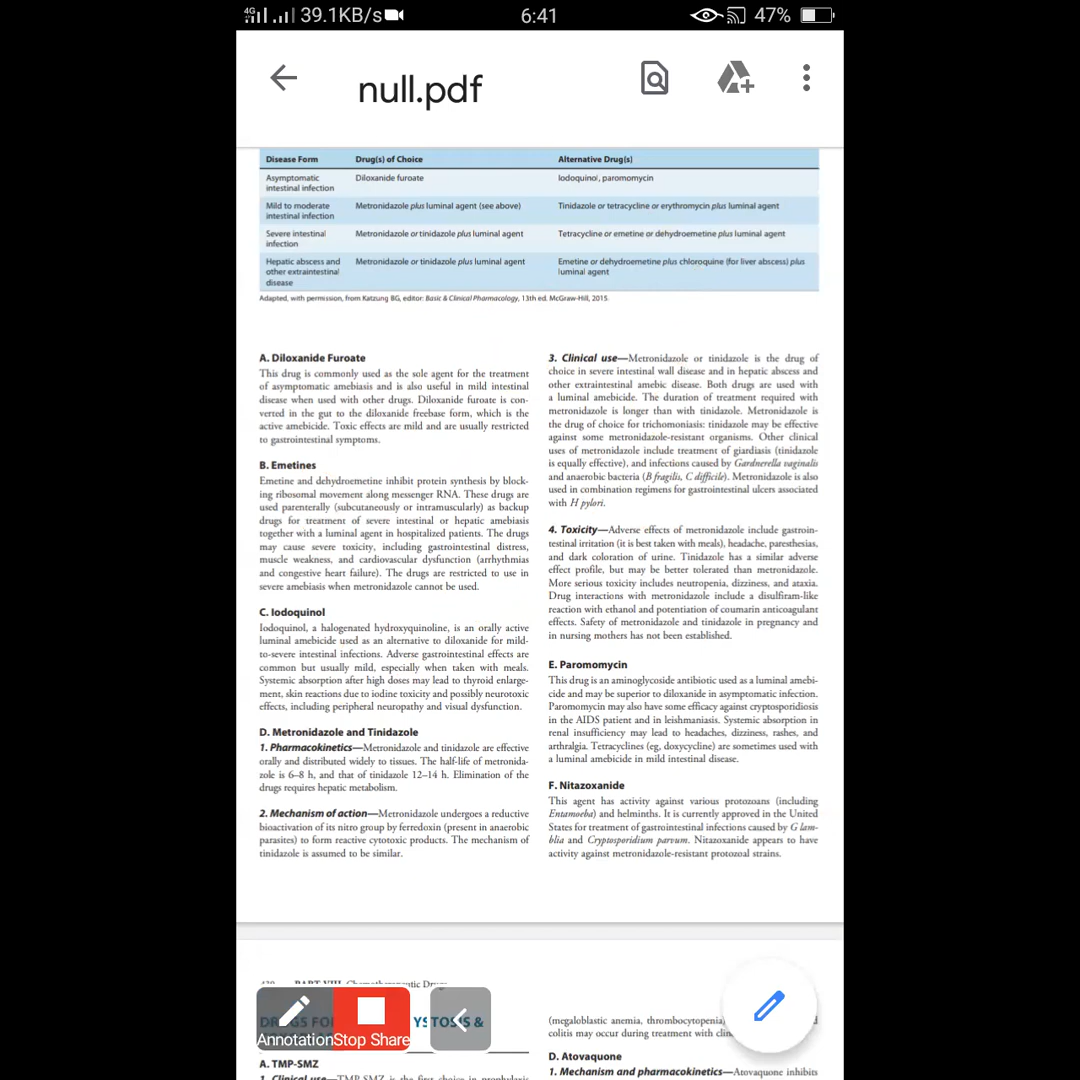 4G 39.1KB/s 6:41 47%
null.pdf
Disease Form Drug(s) of Choice Alternative Drug(s)
Asymptomatic intestinal infection Diloxanide furoate Iodoquinol, paromomycin
Mild to moderate intestinal infection Metronidazole plus luminal agent (see above) Tinidazole or tetracycline or erythromycin plus luminal agent
Severe intestinal infection Metronidazole or tinidazole plus luminal agent Tetracycline or emetine or dehydroemetine plus luminal agent
Hepatic abscess and other extraintestinal disease Metronidazole or tinidazole plus luminal agent Emetine or dehydroemetine plus chloroquine (for liver abscess) plus luminal agent
Adapted, with permission, from Katzung BG, editor: Basic & Clinical Pharmacology, 13th ed. McGraw-Hill, 2015.
A. Diloxanide Furoate
This drug is commonly used as the sole agent for the treatment
of asymptomatic amebiasis and is also useful in mild intestinal
disease when used with other drugs. Diloxanide furoate is con-
verted in the gut to the diloxanide freebase form, which is the
active amebicide. Toxic effects are mild and are usually restricted
to gastrointestinal symptoms.
B. Emetines
Emetine and dehydroemetine inhibit protein synthesis by block-
ing ribosomal movement along messenger RNA. These drugs are
used parenterally (subcutaneously or intramuscularly) as backup
drugs for treatment of severe intestinal or hepatic amebiasis
together with a luminal agent in hospitalized patients. The drugs
may cause severe toxicity, including gastrointestinal distress,
muscle weakness, and cardiovascular dysfunction (arrhythmias
and congestive heart failure). The drugs are restricted to use in
severe amebiasis when metronidazole cannot be used.
C. Iodoquinol
Iodoquinol, a halogenated hydroxyquinoline, is an orally active
luminal amebicide used as an alternative to diloxanide for mild-
to-severe intestinal infections. Adverse gastrointestinal effects are
common but usually mild, especially when taken with meals.
Systemic absorption after high doses may lead to thyroid enlarge-
ment, skin reactions due to iodine toxicity and possibly neurotoxic
effects, including peripheral neuropathy and visual dysfunction.
D. Metronidazole and Tinidazole
1. Pharmacokinetics—Metronidazole and tinidazole are effective
orally and distributed widely to tissues. The half-life of metronida-
zole is 6–8 h, and that of tinidazole 12–14 h. Elimination of the
drugs requires hepatic metabolism.
2. Mechanism of action—Metronidazole undergoes a reductive
bioactivation of its nitro group by ferredoxin (present in anaerobic
parasites) to form reactive cytotoxic products. The mechanism of
tinidazole is assumed to be similar.
3. Clinical use—Metronidazole or tinidazole is the drug of
choice in severe intestinal wall disease and in hepatic abscess and
other extraintestinal amebic disease. Both drugs are used with
a luminal amebicide. The duration of treatment required with
metronidazole is longer than with tinidazole. Metronidazole is
the drug of choice for trichomoniasis: tinidazole may be effective
against some metronidazole-resistant organisms. Other clinical
uses of metronidazole include treatment of giardiasis (tinidazole
is equally effective), and infections caused by Gardnerella vaginalis
and anaerobic bacteria (B fragilis, C difficile). Metronidazole is also
used in combination regimens for gastrointestinal ulcers associated
with H pylori.
4. Toxicity—Adverse effects of metronidazole include gastroin-
testinal irritation (it is best taken with meals), headache, paresthesias,
and dark coloration of urine. Tinidazole has a similar adverse
effect profile, but may be better tolerated than metronidazole.
More serious toxicity includes neutropenia, dizziness, and ataxia.
Drug interactions with metronidazole include a disulfiram-like
reaction with ethanol and potentiation of coumarin anticoagulant
effects. Safety of metronidazole and tinidazole in pregnancy and
in nursing mothers has not been established.
E. Paromomycin
This drug is an aminoglycoside antibiotic used as a luminal amebi-
cide and may be superior to diloxanide in asymptomatic infection.
Paromomycin may also have some efficacy against cryptosporidiosis
in the AIDS patient and in leishmaniasis. Systemic absorption in
renal insufficiency may lead to headaches, dizziness, rashes, and
arthralgia. Tetracyclines (eg, doxycycline) are sometimes used with
a luminal amebicide in mild intestinal disease.
F. Nitazoxanide
This agent has activity against various protozoans (including
Entamoeba) and helminths. It is currently approved in the United
States for treatment of gastrointestinal infections caused by G lam-
blia and Cryptosporidium parvum. Nitazoxanide appears to have
activity against metronidazole-resistant protozoal strains.
PART VIII Chemotherapeutic Drugs
DRUGS FO YSTOSIS &
Annotation Stop Share
A. TMP-SMZ
1. Clinical use—TMP-SMZ is the first choice in prophylaxis
(megaloblastic anemia, thrombocytopenia)
colitis may occur during treatment with
D. Atovaquone
1. Mechanism and pharmacokinetics—Atovaquone inhibits